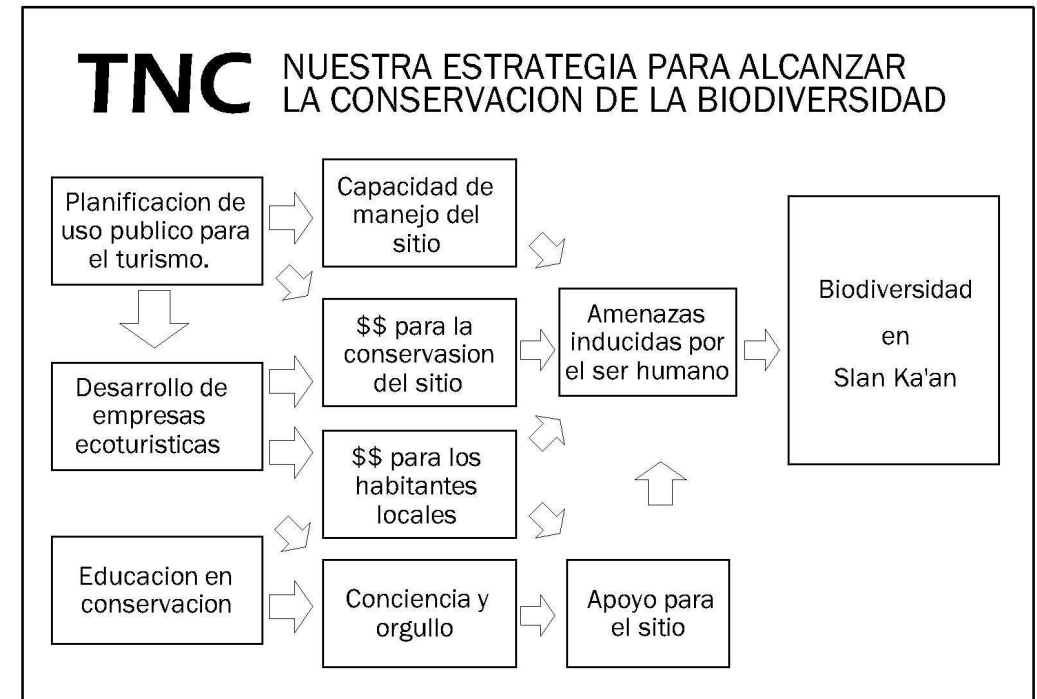 TNC
NUESTRA ESTRATEGIA PARA ALCANZAR
LA CONSERVACION DE LA BIODIVERSIDAD
Planificacion de
uso publico para
el turismo.
Capacidad de
manejo del
sitio
$$ para la
conservasion
del sitio
Amenazas
inducidas por
el ser humano
Biodiversidad
en
Slan Ka'an
Desarrollo de
empresas
ecoturisticas
$$ para los
habitantes
locales
Educacion en
conservacion
Conciencia y
orgullo
Apoyo para
el sitio